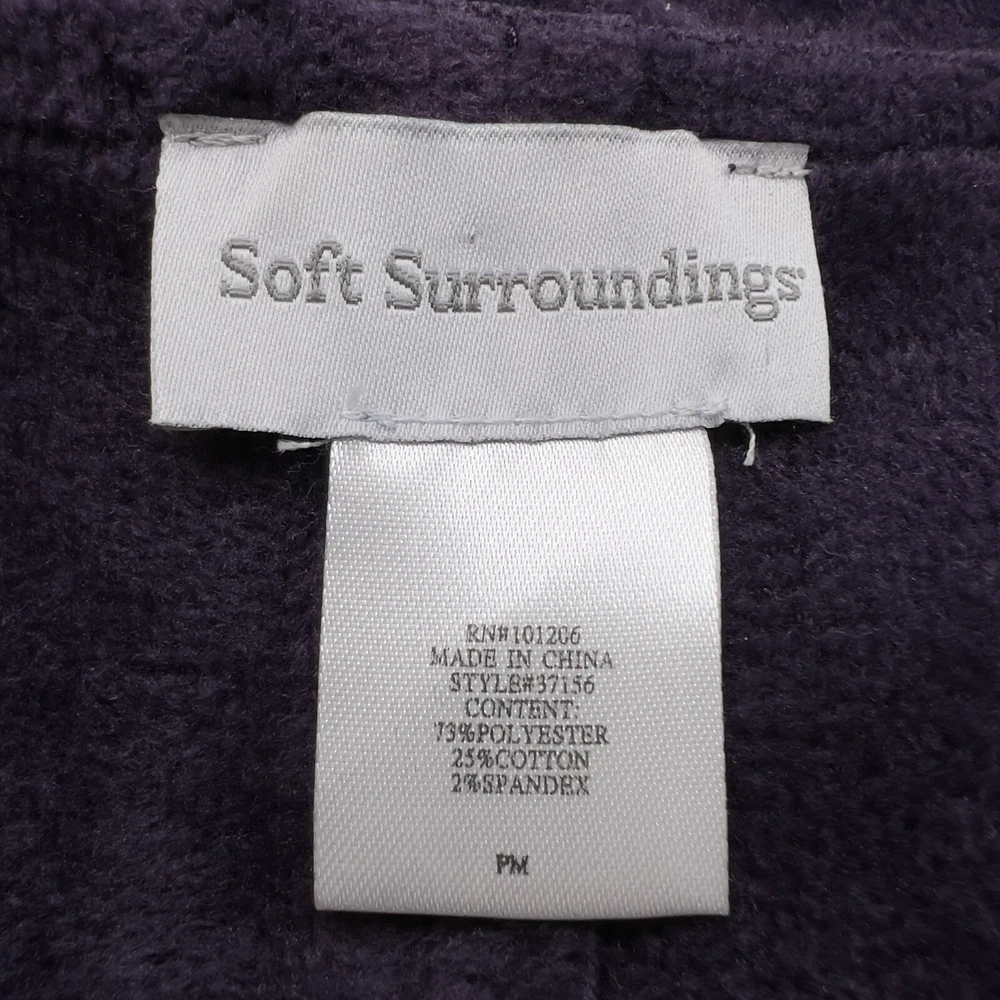 Soft Surroundings
RN#101206
MADE IN CHINA
STYLE#37156
CONTENT:
73%POLYESTER
25%COTTON
2%SPANDEX
PM